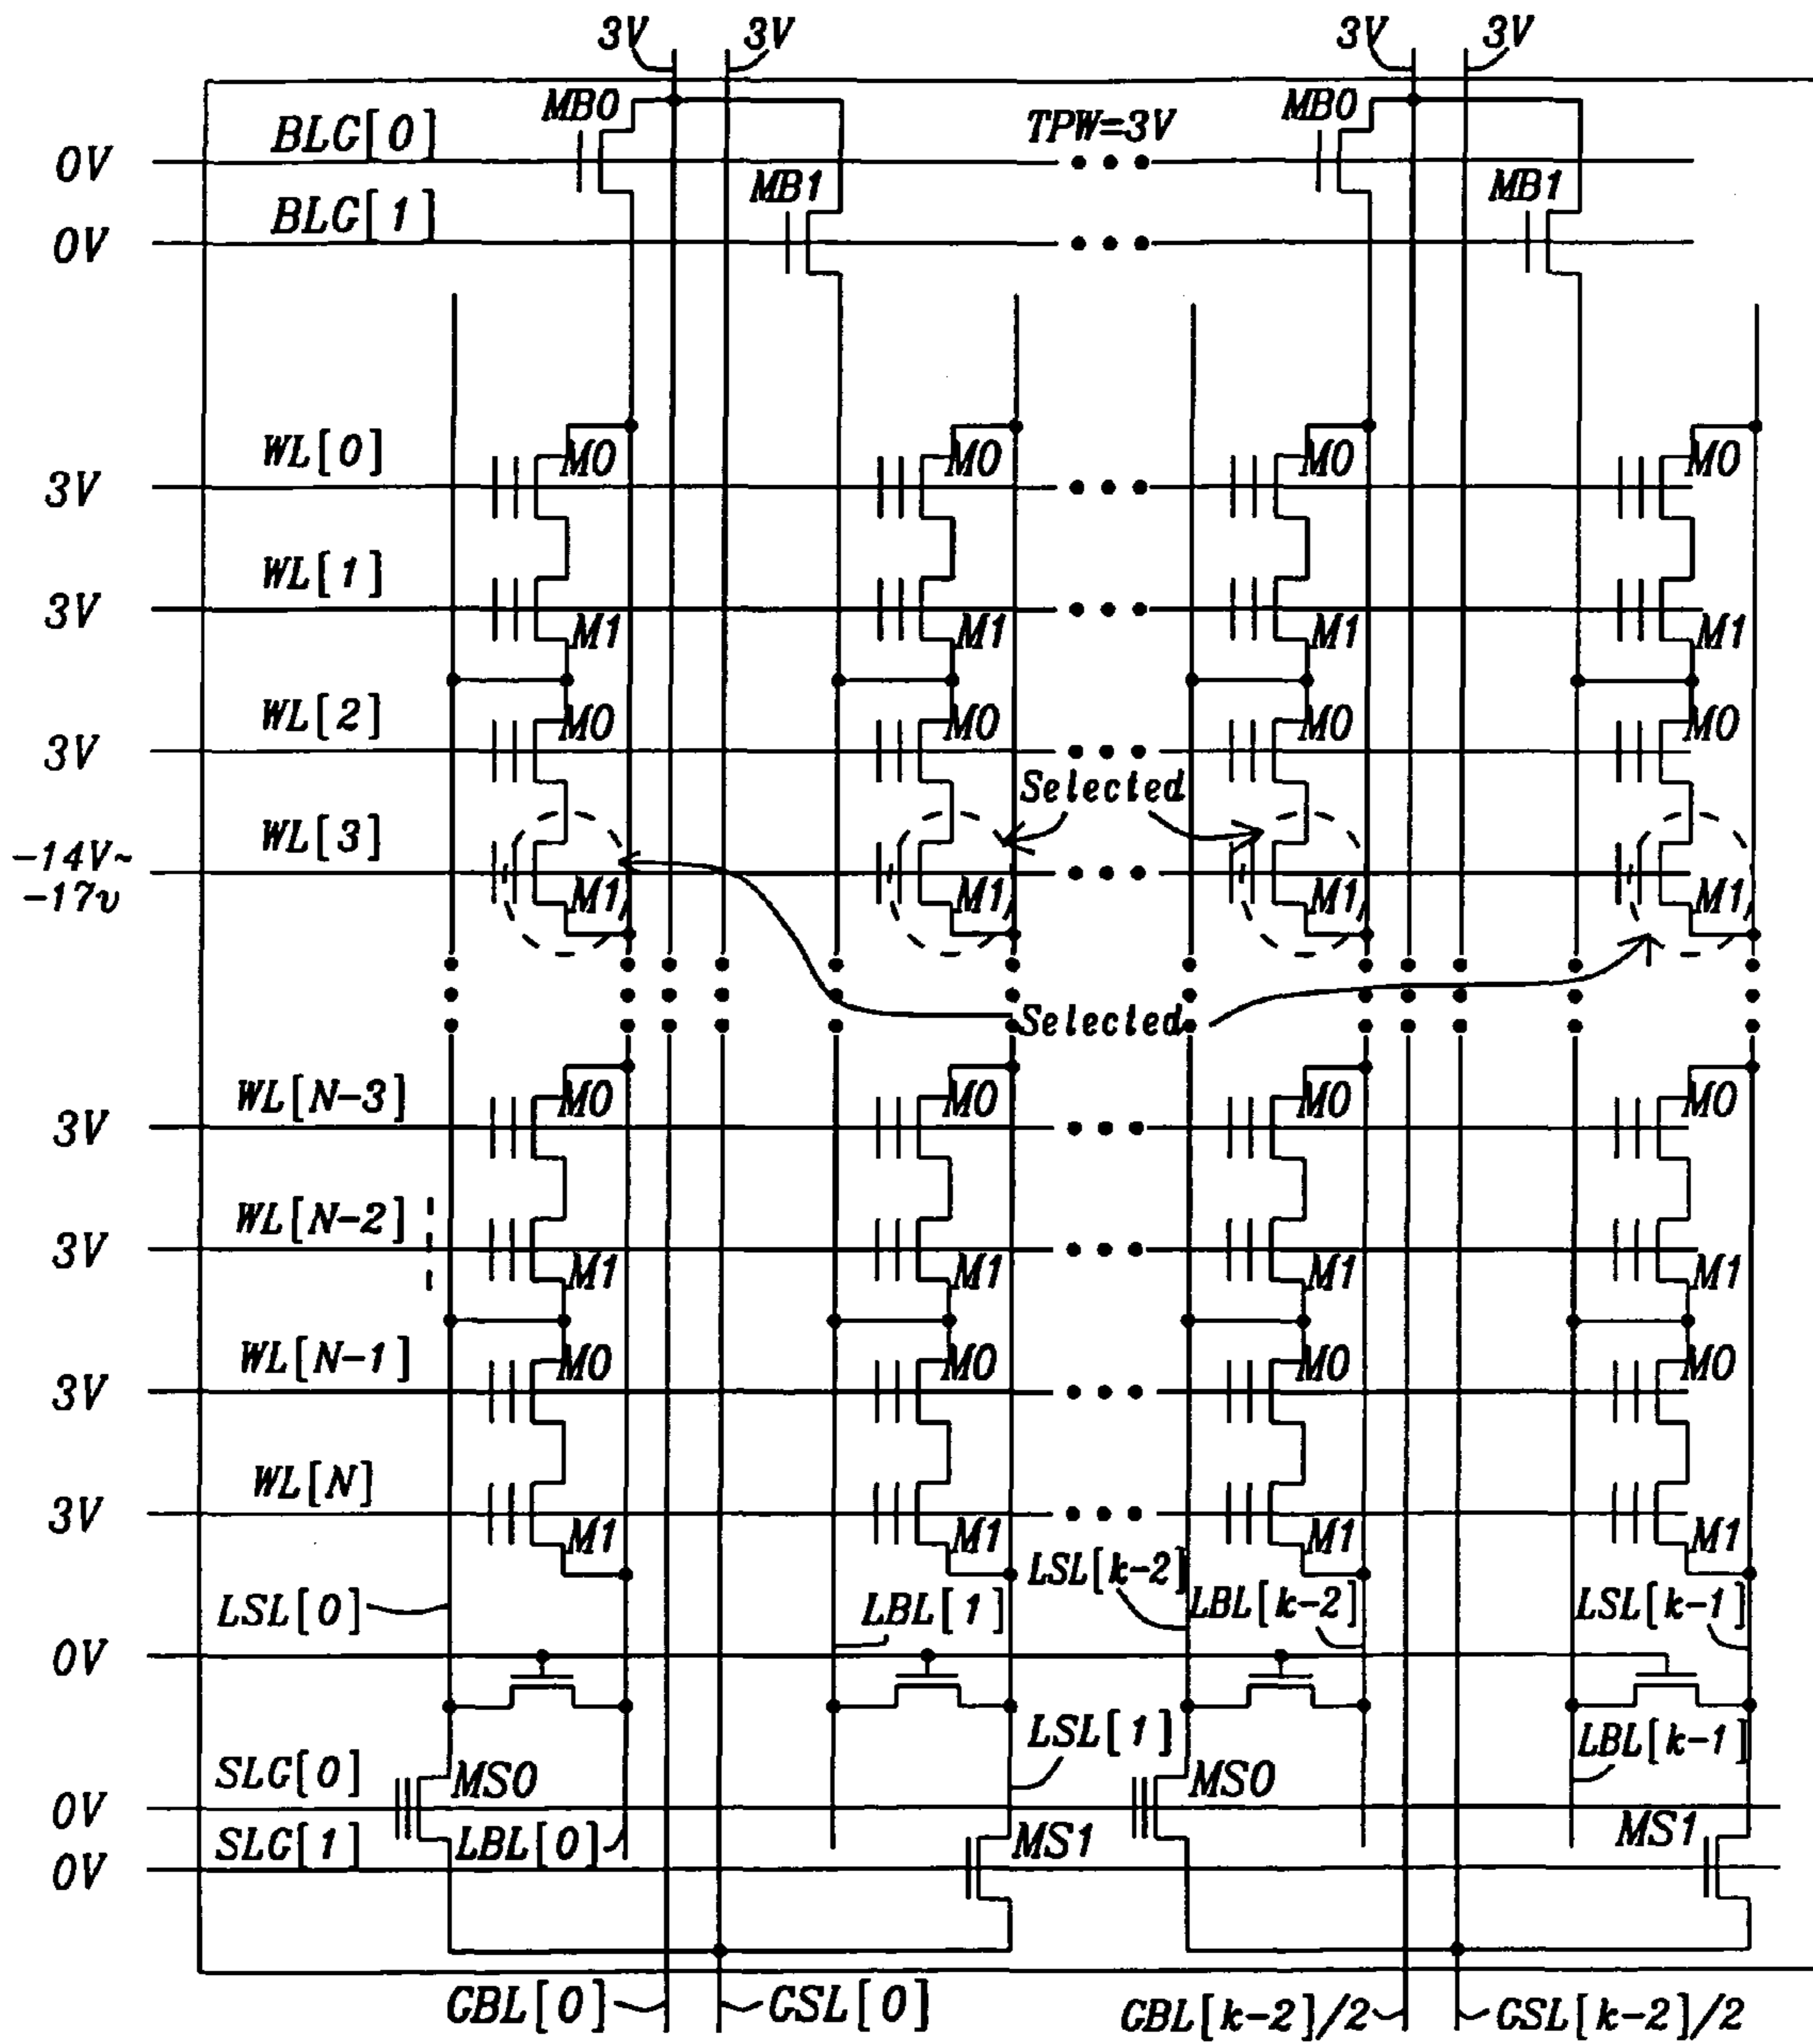 3V 3V 3V 3V
MB0 MB0
BLG[0] TPW=3V
0V
MB1 MB1
BLG[1]
0V
WL[0] M0 M0 M0 M0
3V
WL[1]
3V
M1 M1 M1 M1
WL[2] M0 M0 M0 M0
3V
Selected
WL[3]
-14V~
-17v
M1 M1 M1 M1
Selected
WL[N-3] M0 M0 M0 M0
3V
WL[N-2]
3V
M1 M1 M1 M1
WL[N-1] M0 M0 M0 M0
3V
WL[N]
3V
M1 M1 M1 M1
LSL[k-2]
LSL[0] LBL[1] LBL[k-2] LSL[k-1]
0V
LSL[1] LBL[k-1]
SLG[0] MS0 MS0
0V
SLG[1] LBL[0] MS1 MS1
0V
GBL[0] GSL[0] GBL[k-2]/2 GSL[k-2]/2